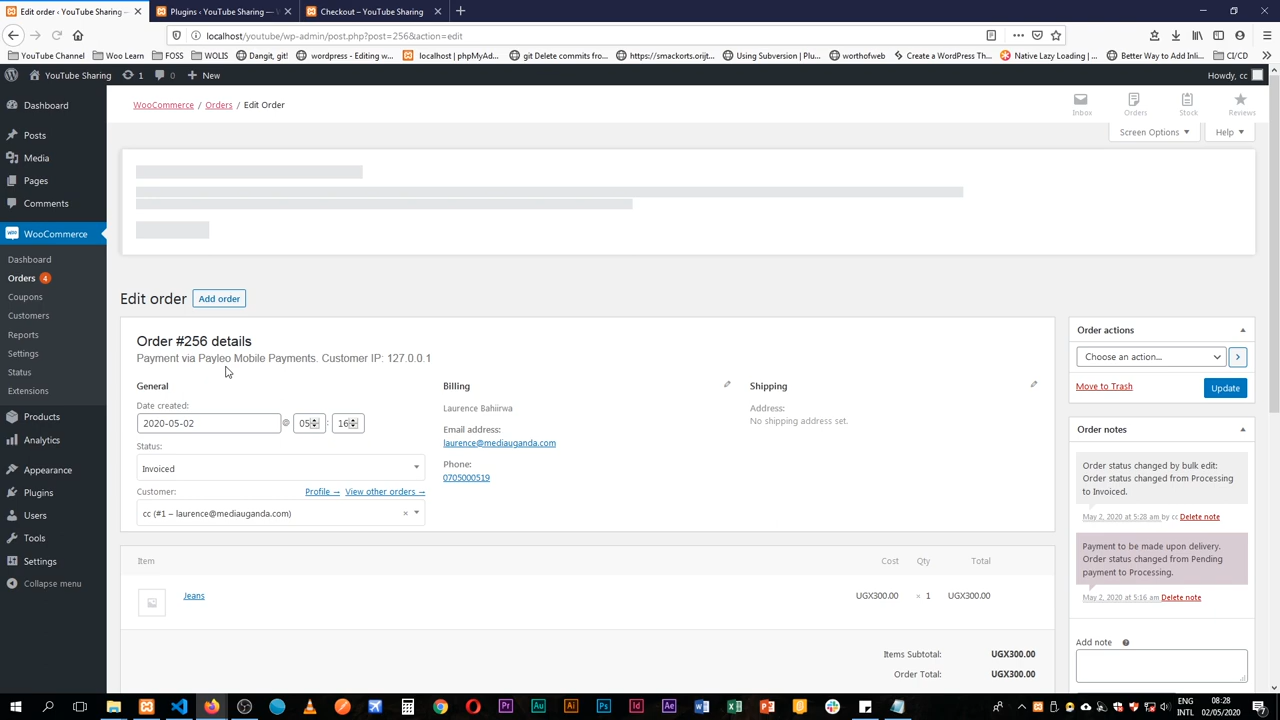 Edit order ‹ YouTube Sharing —
Plugins ‹ YouTube Sharing — W
Checkout – YouTube Sharing
localhost/youtube/wp-admin/post.php?post=256&action=edit
YouTube Channel
Woo Learn
FOSS
WOLIS
Dangit, git!
wordpress - Editing w...
localhost | phpMyAd...
git Delete commits fro...
https://smackorts.orijt...
Using Subversion | Plu...
worthofweb
Create a WordPress Th...
Native Lazy Loading | ...
Better Way to Add Inli...
CI/CD
YouTube Sharing
1
0
+ New
Howdy, cc
Dashboard
Posts
Media
Pages
Comments
WooCommerce
Dashboard
Orders 4
Coupons
Customers
Reports
Settings
Status
Extensions
Products
Analytics
Appearance
Plugins
Users
Tools
Settings
Collapse menu
WooCommerce / Orders / Edit Order
Inbox
Orders
Stock
Reviews
Screen Options
Help
Edit order
Add order
Order #256 details
Payment via Payleo Mobile Payments. Customer IP: 127.0.0.1
General
Date created:
2020-05-02 @ 05 : 16
Status:
Invoiced
Customer:
Profile →
View other orders →
cc (#1 – laurence@mediauganda.com) ×
Billing
Laurence Bahiirwa
Email address:
laurence@mediauganda.com
Phone:
0705000519
Shipping
Address:
No shipping address set.
Item
Cost
Qty
Total
Jeans
UGX300.00
× 1
UGX300.00
Items Subtotal:
UGX300.00
Order Total:
UGX300.00
Order actions
Choose an action...
Move to Trash
Update
Order notes
Order status changed by bulk edit:
Order status changed from Processing
to Invoiced.
May 2, 2020 at 5:28 am by cc Delete note
Payment to be made upon delivery.
Order status changed from Pending
payment to Processing.
May 2, 2020 at 5:16 am Delete note
Add note
Pr
Au
Ai
Ps
Id
Ae
ENG
INTL
08:28
02/05/2020